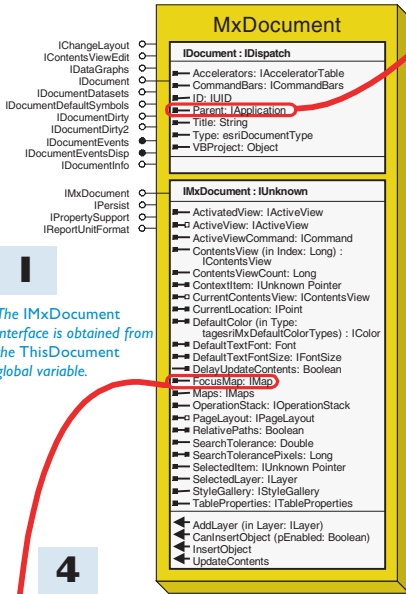 MxDocument
IChangeLayout
IContentsViewEdit
IDataGraphs
IDocument
IDocumentDatasets
IDocumentDefaultSymbols
IDocumentDirty
IDocumentDirty2
IDocumentEvents
IDocumentEventsDisp
IDocumentInfo
IDocument : IDispatch
Accelerators: IAcceleratorTable
CommandBars: ICommandBars
ID: IUID
Parent: IApplication
Title: String
Type: esriDocumentType
VBProject: Object
IMxDocument
IPersist
IPropertySupport
IReportUnitFormat
IMxDocument : IUnknown
ActivatedView: IActiveView
ActiveView: IActiveView
ActiveViewCommand: ICommand
ContentsView (in Index: Long) :
IContentsView
ContentsViewCount: Long
ContextItem: IUnknown Pointer
CurrentContentsView: IContentsView
CurrentLocation: IPoint
DefaultColor (in Type:
tagesriMxDefaultColorTypes) : IColor
DefaultTextFont: Font
DefaultTextFontSize: IFontSize
DelayUpdateContents: Boolean
FocusMap: IMap
Maps: IMaps
OperationStack: IOperationStack
PageLayout: IPageLayout
RelativePaths: Boolean
SearchTolerance: Double
SearchTolerancePixels: Long
SelectedItem: IUnknown Pointer
SelectedLayer: ILayer
StyleGallery: IStyleGallery
TableProperties: ITableProperties
AddLayer (in Layer: ILayer)
CanInsertObject (pEnabled: Boolean)
InsertObject
UpdateContents
1
The IMxDocument
interface is obtained from
the ThisDocument
global variable.
4